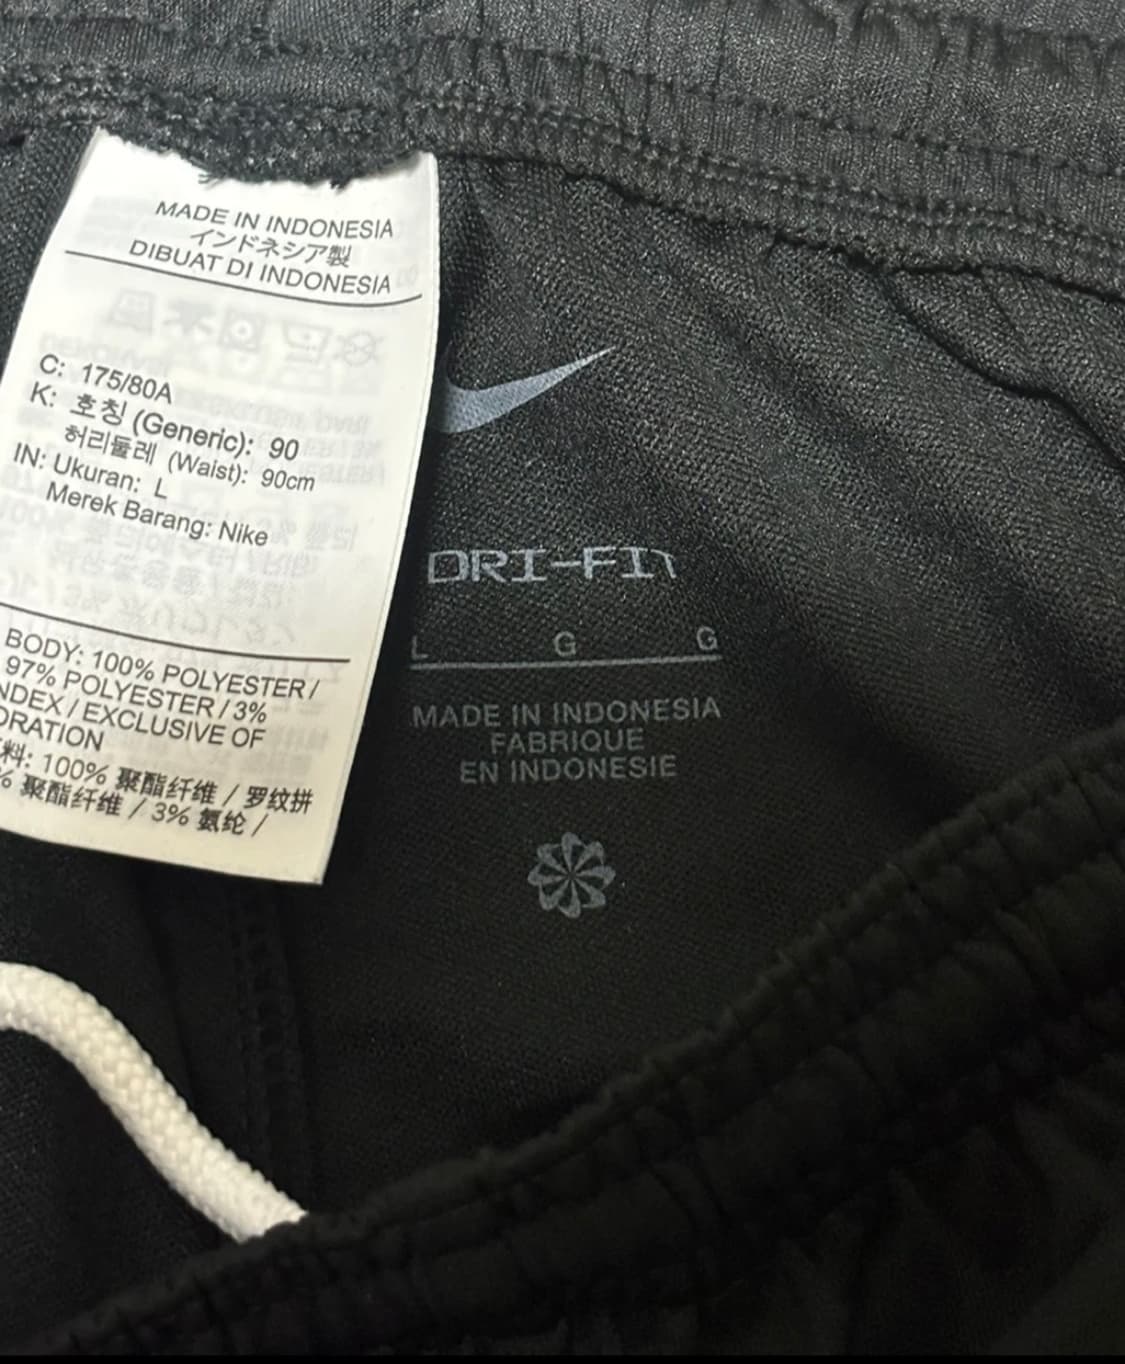 MADE IN INDONESIA
インドネシア製
DIBUAT DI INDONESIA
C: 175/80A
K: 호칭 (Generic): 90
허리둘레 (Waist): 90cm
IN: Ukuran: L
Merek Barang: Nike
BODY: 100% POLYESTER /
97% POLYESTER / 3%
/ EXCLUSIVE OF
100% 聚酯纤维 / 罗纹拼
% 聚酯纤维 / 3% 氨纶 /
DRI-FIT
L G G
MADE IN INDONESIA
FABRIQUE
EN INDONESIE